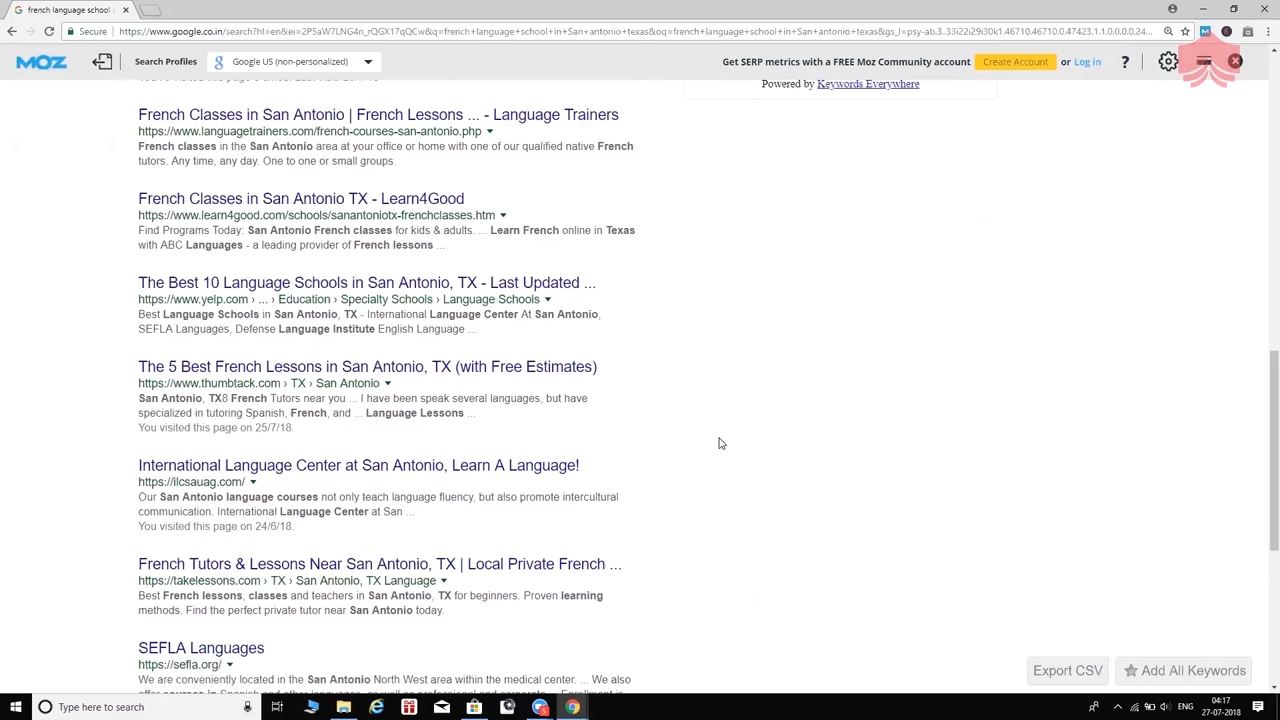 french language school
Secure
https://www.google.co.in/search?hl=en&ei=2P5aW7LNG4n_rQGX17qQCw&q=french+language+school+in+San+antonio+texas&oq=french+language+school+in+San+antonio+texas&gs_l=psy-ab.3..33i22i29i30k1.46710.46710.0.47423.1.1.0.0.0.0.24...
MOZ
Search Profiles
Google US (non-personalized)
Get SERP metrics with a FREE Moz Community account
Create Account
or Log in
?
Powered by Keywords Everywhere
French Classes in San Antonio | French Lessons ... - Language Trainers
https://www.languagetrainers.com/french-courses-san-antonio.php
French classes in the San Antonio area at your office or home with one of our qualified native French
tutors. Any time, any day. One to one or small groups.
French Classes in San Antonio TX - Learn4Good
https://www.learn4good.com/schools/sanantoniotx-frenchclasses.htm
Find Programs Today: San Antonio French classes for kids & adults. ... Learn French online in Texas
with ABC Languages - a leading provider of French lessons ...
The Best 10 Language Schools in San Antonio, TX - Last Updated ...
https://www.yelp.com › ... › Education › Specialty Schools › Language Schools
Best Language Schools in San Antonio, TX - International Language Center At San Antonio,
SEFLA Languages, Defense Language Institute English Language ...
The 5 Best French Lessons in San Antonio, TX (with Free Estimates)
https://www.thumbtack.com › TX › San Antonio
San Antonio, TX8 French Tutors near you ... I have been speak several languages, but have
specialized in tutoring Spanish, French, and ... Language Lessons ...
You visited this page on 25/7/18.
International Language Center at San Antonio, Learn A Language!
https://ilcsauag.com/
Our San Antonio language courses not only teach language fluency, but also promote intercultural
communication. International Language Center at San ...
You visited this page on 24/6/18.
French Tutors & Lessons Near San Antonio, TX | Local Private French ...
https://takelessons.com › TX › San Antonio, TX Language
Best French lessons, classes and teachers in San Antonio, TX for beginners. Proven learning
methods. Find the perfect private tutor near San Antonio today.
SEFLA Languages
https://sefla.org/
We are conveniently located in the San Antonio North West area within the medical center. ... We also
Export CSV
Add All Keywords
Type here to search
ENG
04:17
27-07-2018